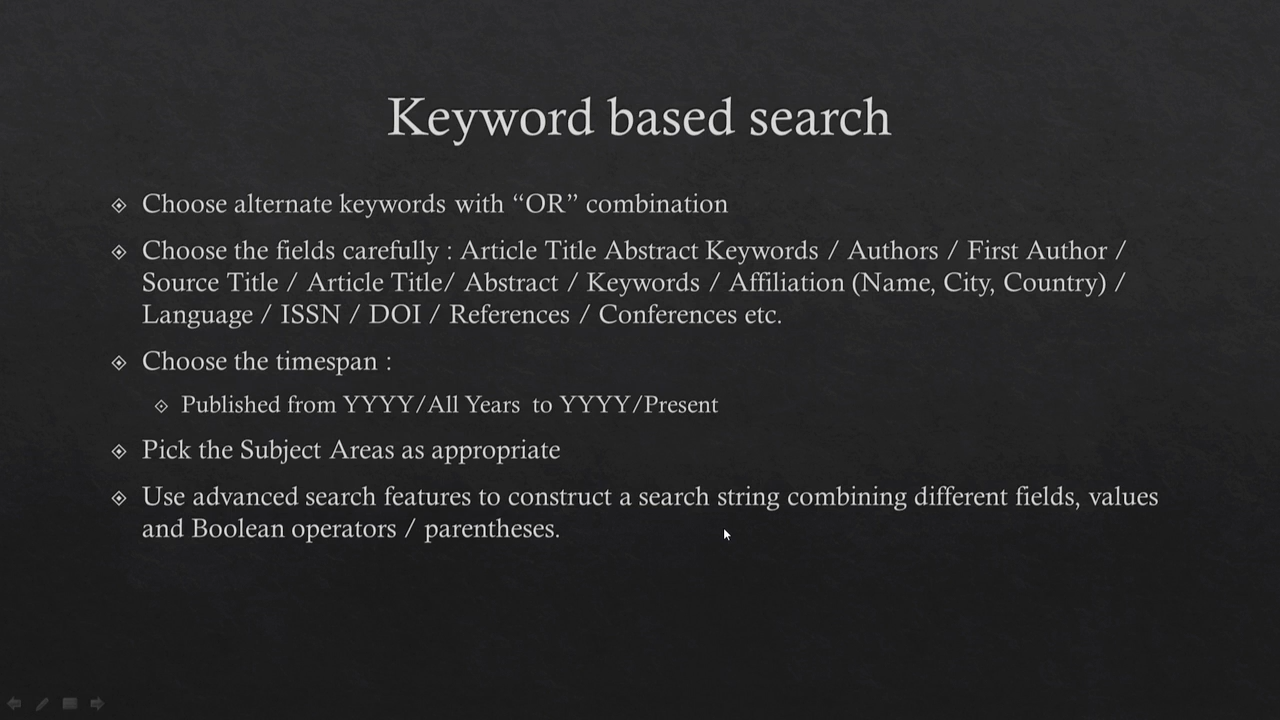 Keyword based search
Choose alternate keywords with “OR” combination
Choose the fields carefully : Article Title Abstract Keywords / Authors / First Author /
Source Title / Article Title/ Abstract / Keywords / Affiliation (Name, City, Country) /
Language / ISSN / DOI / References / Conferences etc.
Choose the timespan :
Published from YYYY/All Years to YYYY/Present
Pick the Subject Areas as appropriate
Use advanced search features to construct a search string combining different fields, values
and Boolean operators / parentheses.